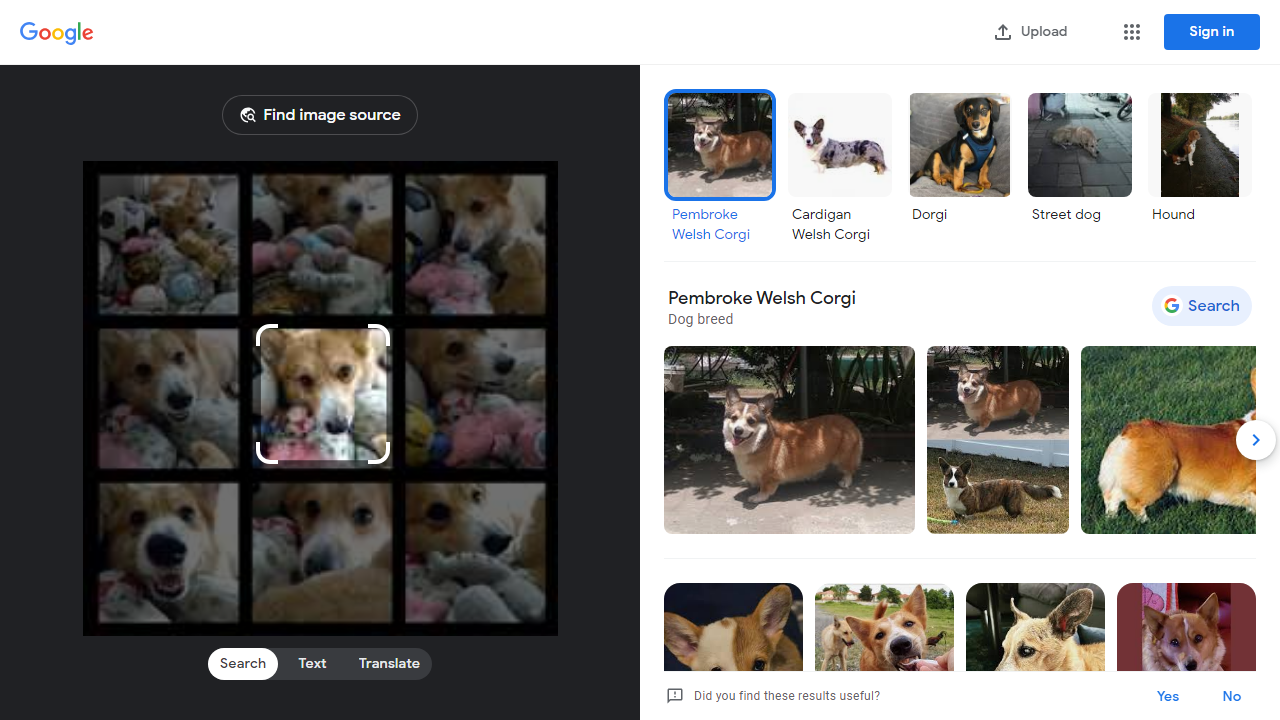 Google
Upload
Sign in
Find image source
Pembroke
Welsh Corgi
Cardigan
Welsh Corgi
Dorgi
Street dog
Hound
Pembroke Welsh Corgi
Dog breed
Search
Search
Text
Translate
Did you find these results useful?
Yes
No